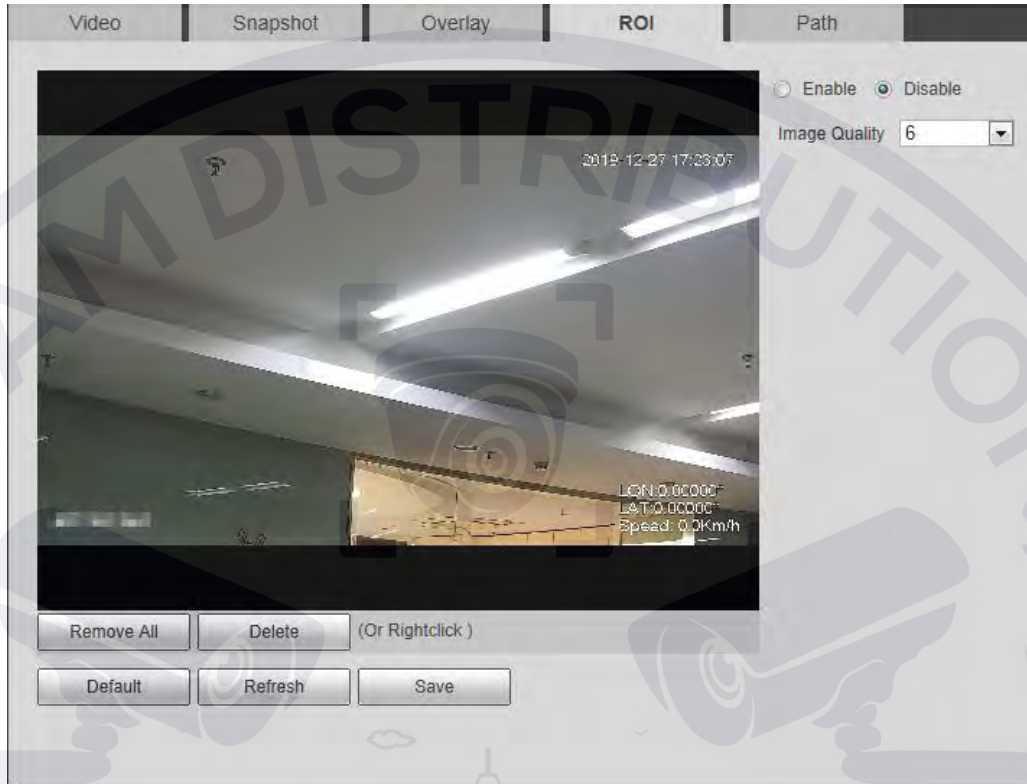 Video Snapshot Overlay ROI Path
Enable Disable
Image Quality 6
2019-12-27 17:23:07
LON:0.00000°
LAT:0.00000°
Speed: 0.0Km/h
Remove All Delete (Or Rightclick )
Default Refresh Save